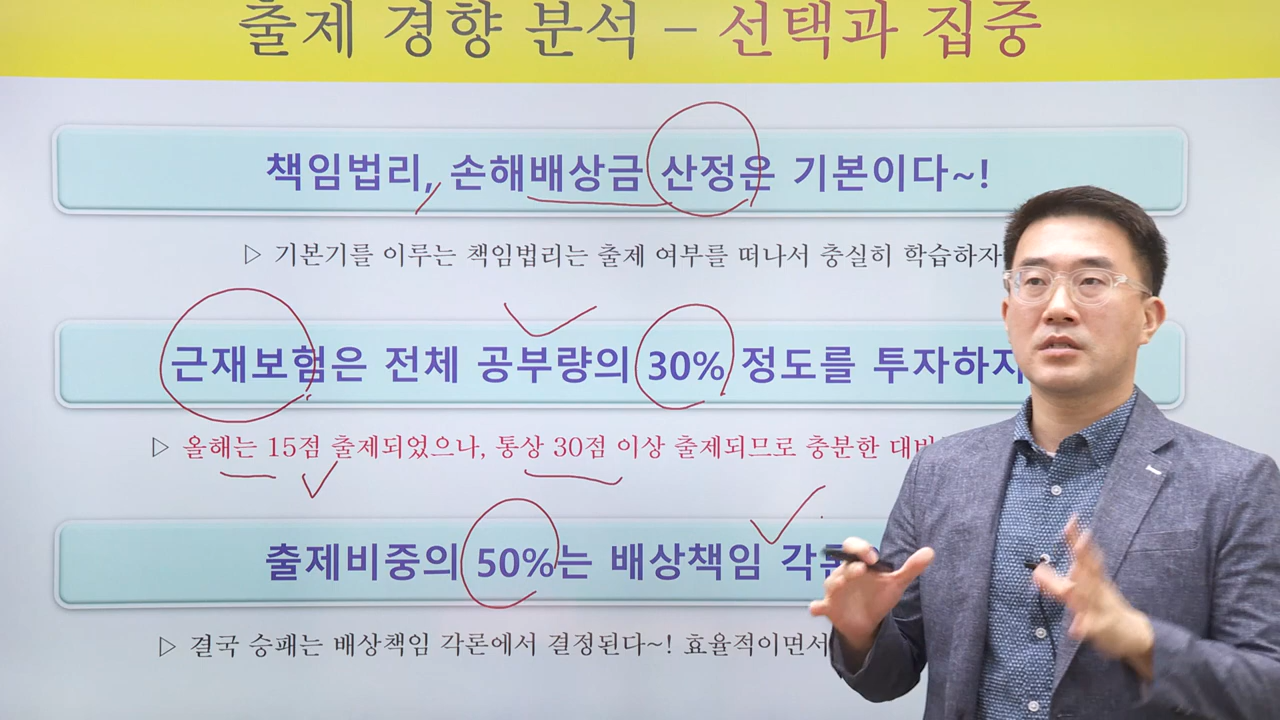 출제 경향 분석 – 선택과 집중
책임법리, 손해배상금 산정은 기본이다~!
▷ 기본기를 이루는 책임법리는 출제 여부를 떠나서 충실히 학습하자
근재보험은 전체 공부량의 30% 정도를 투자하자
▷ 올해는 15점 출제되었으나, 통상 30점 이상 출제되므로 충분한
출제비중의 50%는 배상책임
▷ 결국 승패는 배상책임 각론에서 결정된다~! 효율적이면서